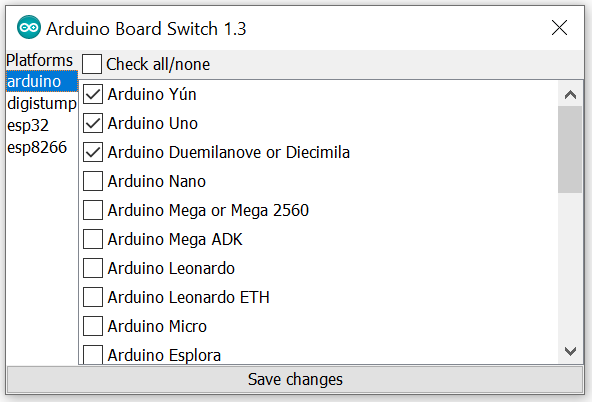 Arduino Board Switch 1.3
Platforms
arduino
digistump
esp32
esp8266
Check all/none
Arduino Yún
Arduino Uno
Arduino Duemilanove or Diecimila
Arduino Nano
Arduino Mega or Mega 2560
Arduino Mega ADK
Arduino Leonardo
Arduino Leonardo ETH
Arduino Micro
Arduino Esplora
Save changes